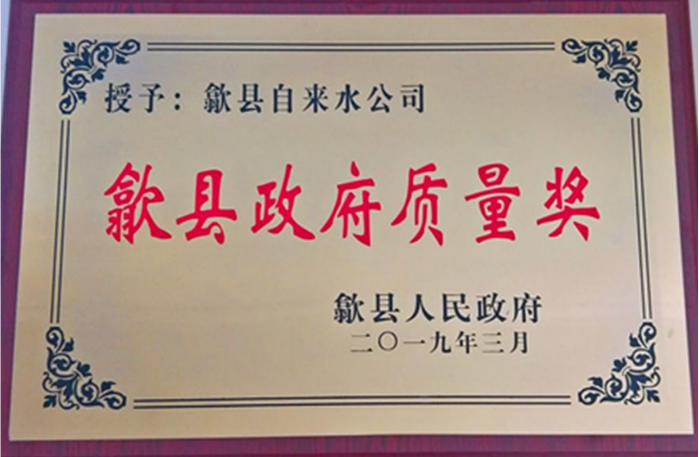 授予：歙县自来水公司
歙县政府质量奖
歙县人民政府
二〇一九年三月